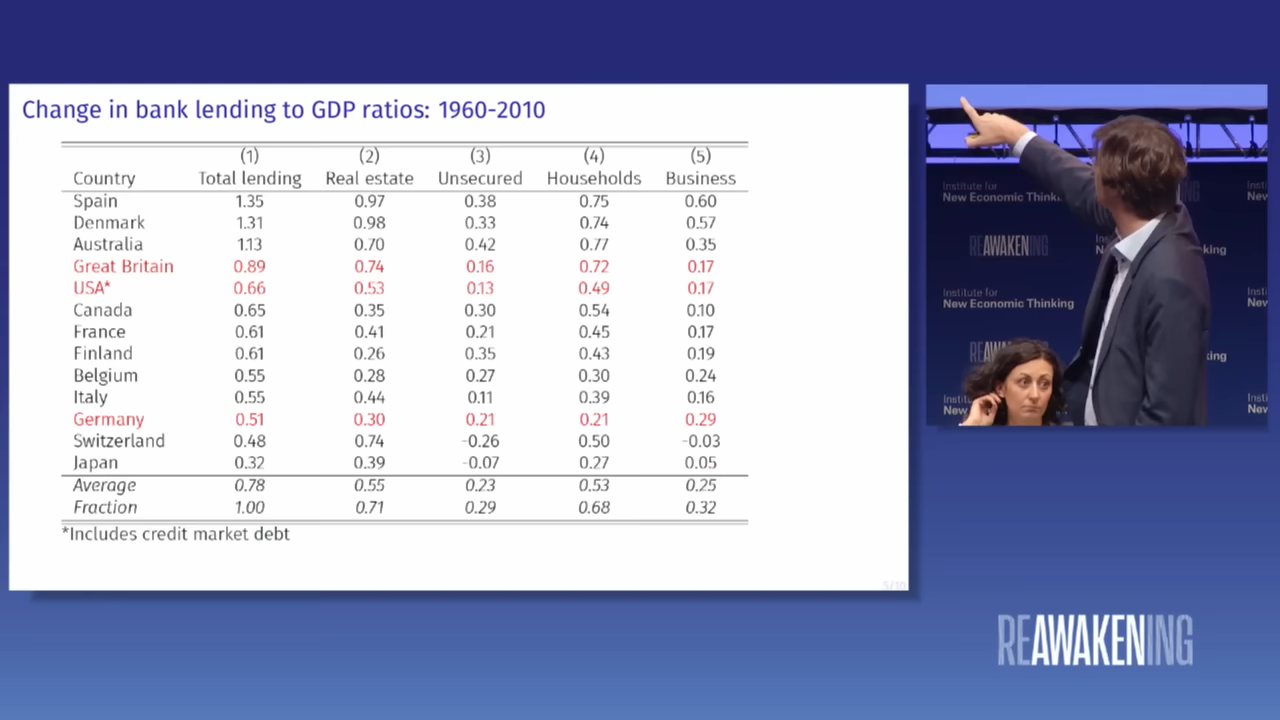 Change in bank lending to GDP ratios: 1960-2010
(1) (2) (3) (4) (5)
Country Total lending Real estate Unsecured Households Business
Spain 1.35 0.97 0.38 0.75 0.60
Denmark 1.31 0.98 0.33 0.74 0.57
Australia 1.13 0.70 0.42 0.77 0.35
Great Britain 0.89 0.74 0.16 0.72 0.17
USA* 0.66 0.53 0.13 0.49 0.17
Canada 0.65 0.35 0.30 0.54 0.10
France 0.61 0.41 0.21 0.45 0.17
Finland 0.61 0.26 0.35 0.43 0.19
Belgium 0.55 0.28 0.27 0.30 0.24
Italy 0.55 0.44 0.11 0.39 0.16
Germany 0.51 0.30 0.21 0.21 0.29
Switzerland 0.48 0.74 -0.26 0.50 -0.03
Japan 0.32 0.39 -0.07 0.27 0.05
Average 0.78 0.55 0.23 0.53 0.25
Fraction 1.00 0.71 0.29 0.68 0.32
*Includes credit market debt
5/10
Institute for
New Economic
REAWAKENING
Institute for
New Economic Thinking
REAWAKENING